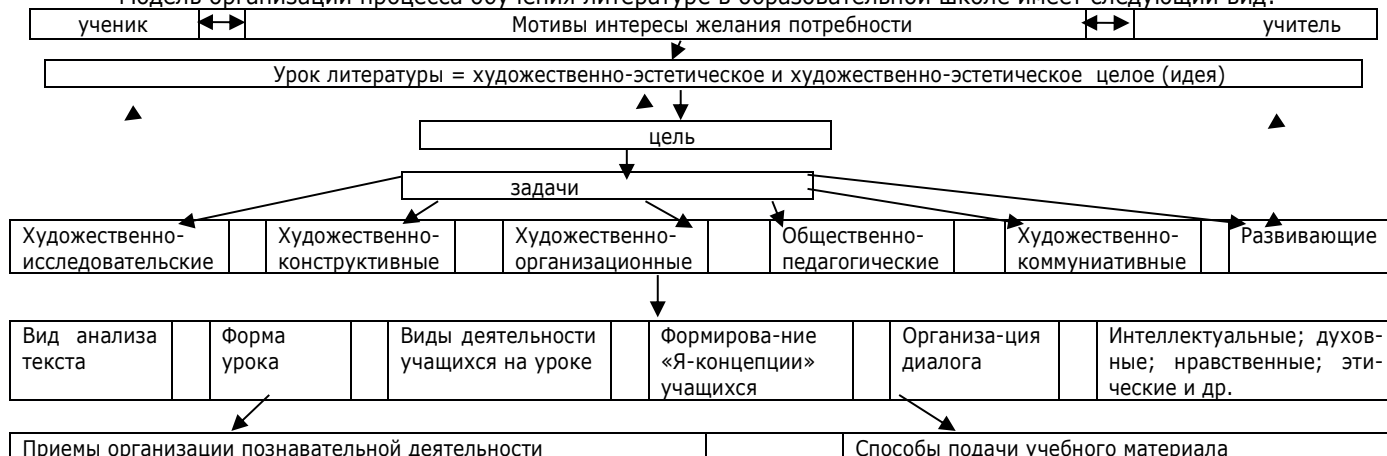 Модель организации процесса обучения литературе в образовательной школе имеет следующий вид:
ученик Мотивы интересы желания потребности учитель
Урок литературы = художественно-эстетическое и художественно-эстетическое целое (идея)
цель
задачи
Художественно-
исследовательские
Художественно-
конструктивные
Художественно-
организационные
Общественно-
педагогические
Художественно-
коммуниативные
Развивающие
Вид анализа
текста
Форма
урока
Виды деятельности
учащихся на уроке
Формирова-ние
«Я-концепции»
учащихся
Организа-ция
диалога
Интеллектуальные; духов-
ные; нравственные; эти-
ческие и др.
Приемы организации познавательной деятельности
Способы подачи учебного материала